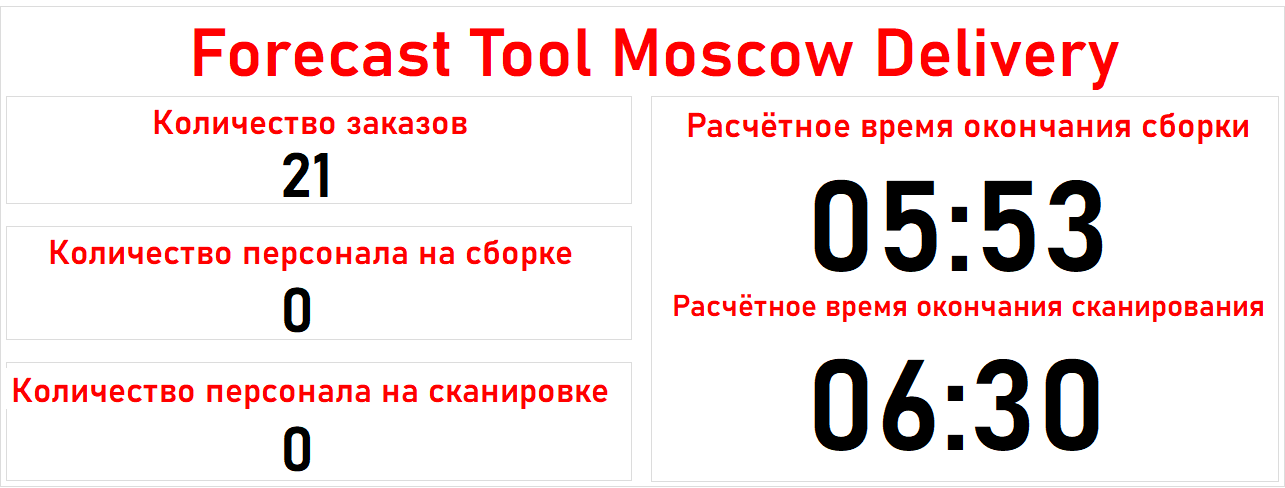 Forecast Tool Moscow Delivery
Количество заказов
21
Количество персонала на сборке
0
Количество персонала на сканировке
0
Расчётное время окончания сборки
05:53
Расчётное время окончания сканирования
06:30